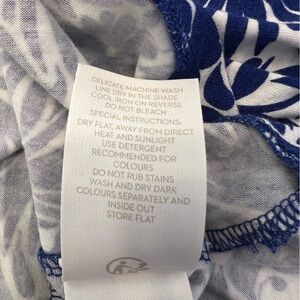 DELICATE MACHINE WASH
LINE DRY IN THE SHADE
COOL IRON ON REVERSE
DO NOT BLEACH
SPECIAL INSTRUCTIONS:
DRY FLAT AWAY FROM DIRECT
HEAT AND SUNLIGHT
USE DETERGENT
RECOMMENDED FOR
COLOURS
DO NOT RUB STAINS
WASH AND DRY DARK
COLOURS SEPARATELY AND
INSIDE OUT
STORE FLAT